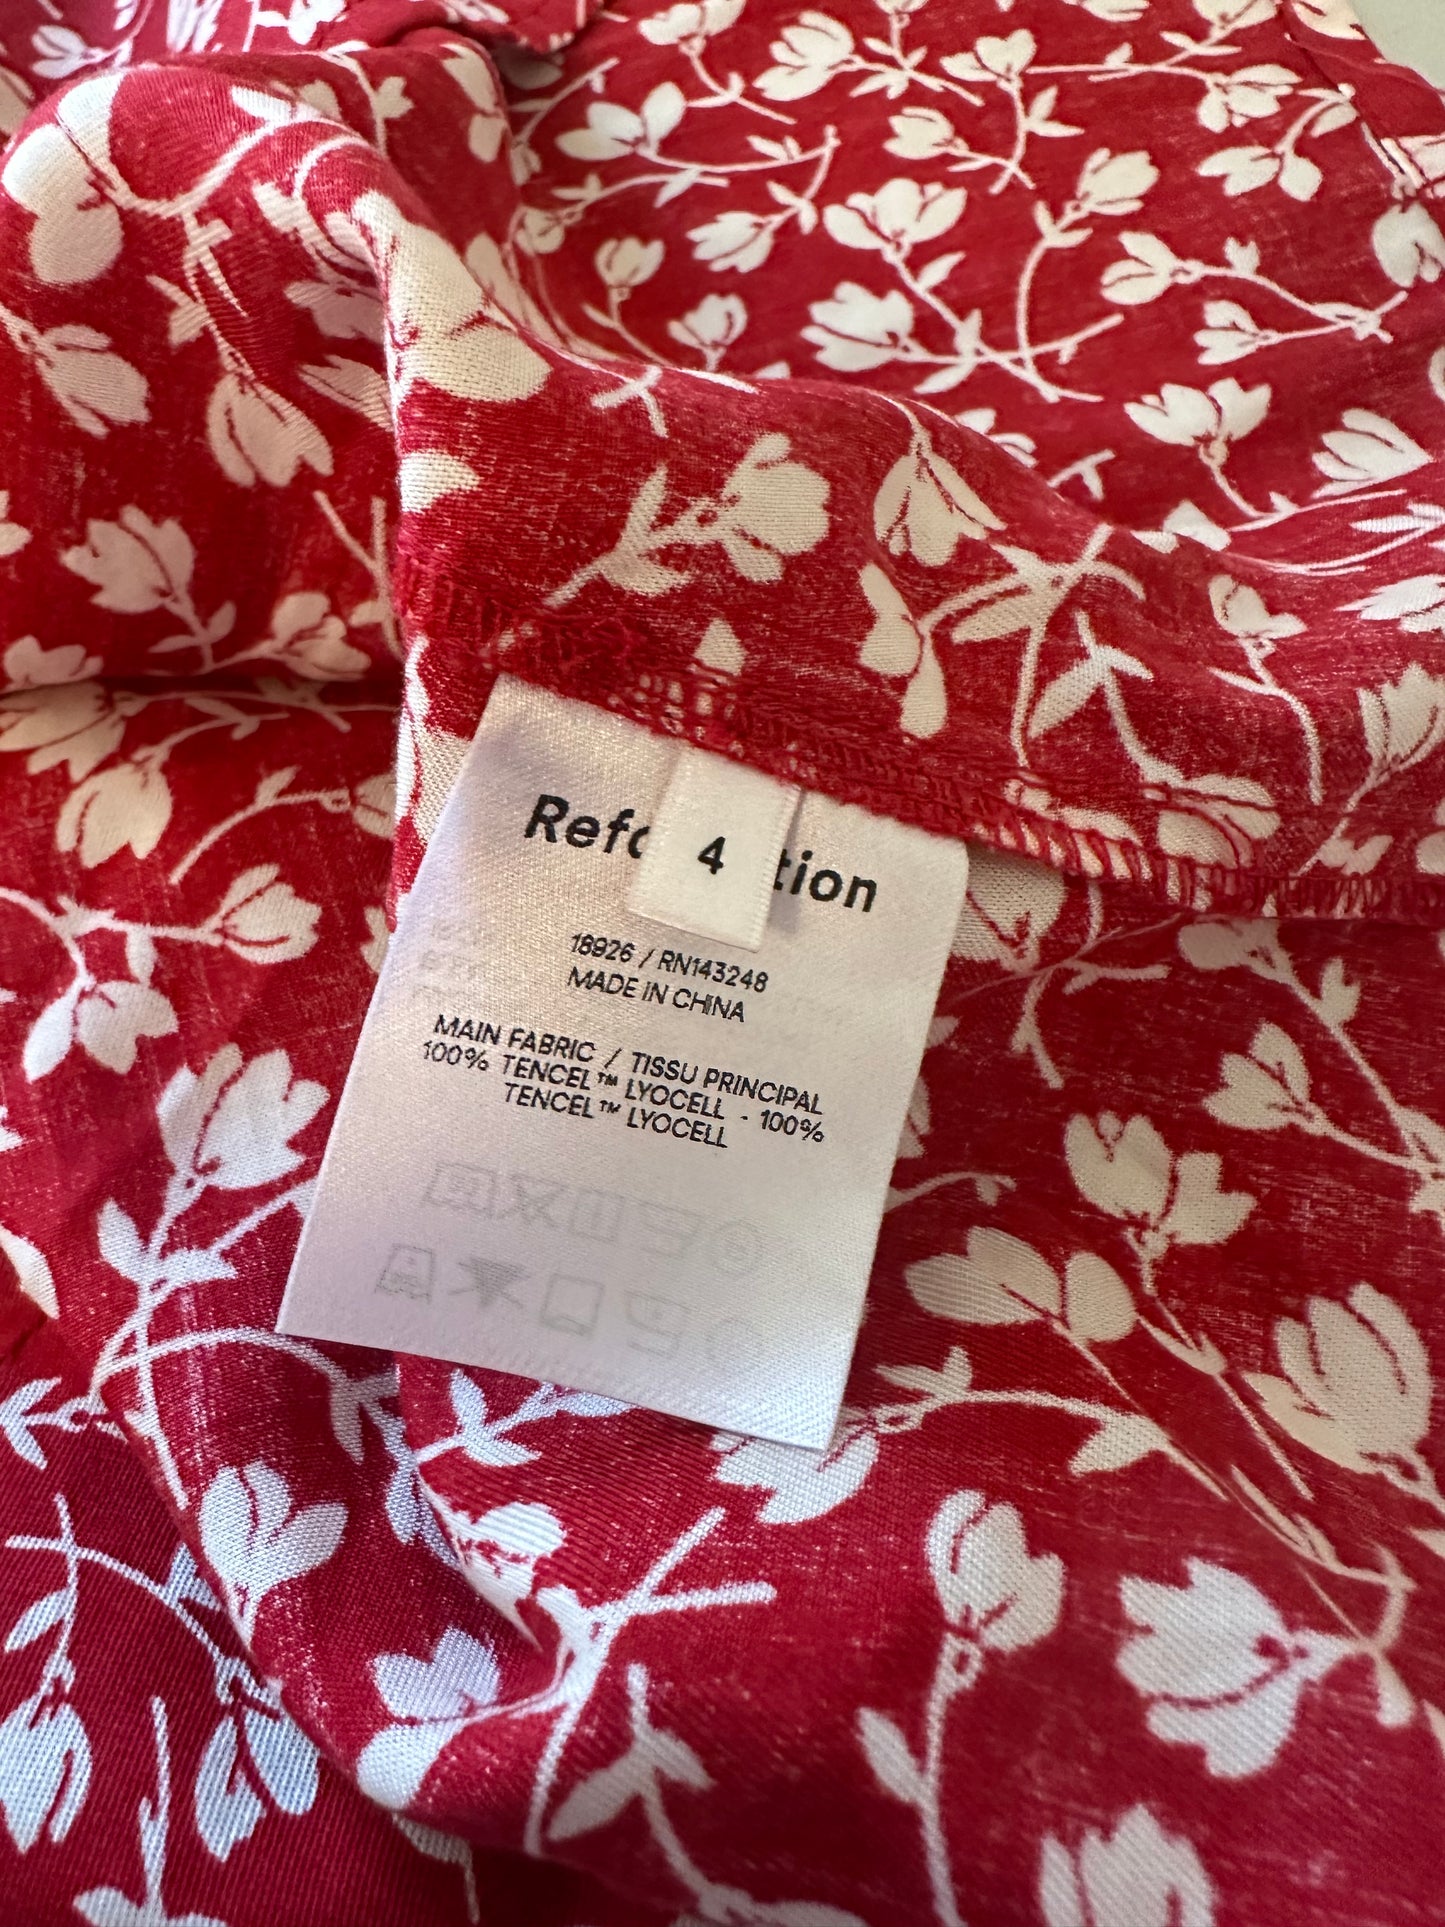 Refo
4
tion
18926 / RN143248
MADE IN CHINA
MAIN FABRIC / TISSU PRINCIPAL
100% TENCEL™ LYOCELL - 100%
TENCEL™ LYOCELL